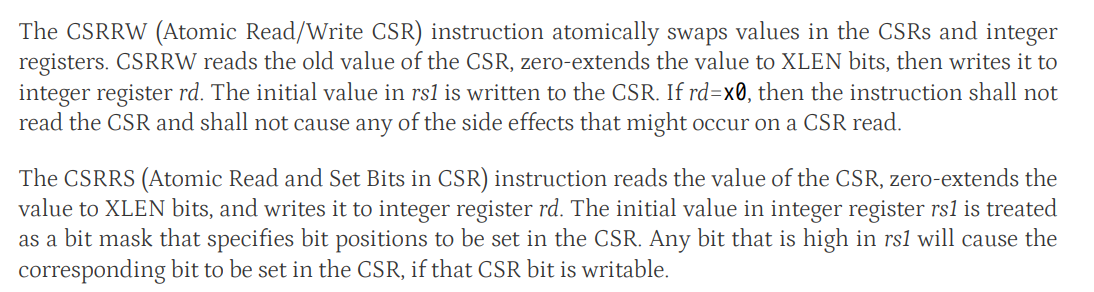 The CSRRW (Atomic Read/Write CSR) instruction atomically swaps values in the CSRs and integer
registers. CSRRW reads the old value of the CSR, zero-extends the value to XLEN bits, then writes it to
integer register rd. The initial value in rs1 is written to the CSR. If rd=x0, then the instruction shall not
read the CSR and shall not cause any of the side effects that might occur on a CSR read.
The CSRRS (Atomic Read and Set Bits in CSR) instruction reads the value of the CSR, zero-extends the
value to XLEN bits, and writes it to integer register rd. The initial value in integer register rs1 is treated
as a bit mask that specifies bit positions to be set in the CSR. Any bit that is high in rs1 will cause the
corresponding bit to be set in the CSR, if that CSR bit is writable.